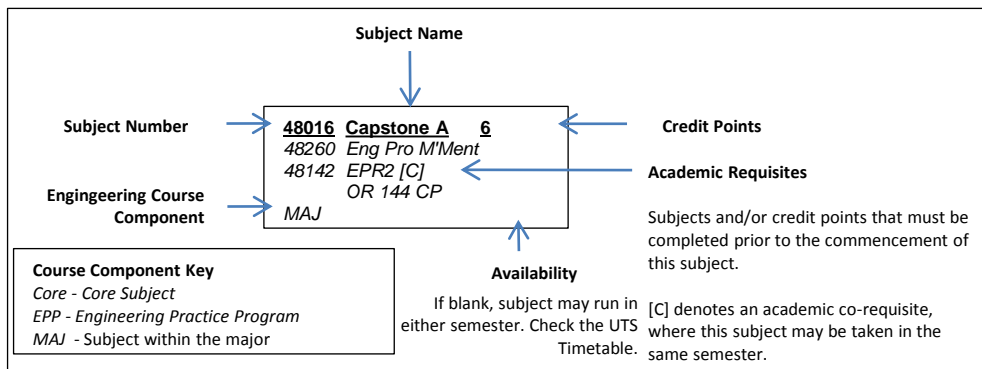 Subject Name
Subject Number
48016 Capstone A 6
48260 Eng Pro M'Ment
48142 EPR2 [C]
OR 144 CP
MAJ
Credit Points
Academic Requisites
Engingeering Course
Component
Subjects and/or credit points that must be
completed prior to the commencement of
this subject.
[C] denotes an academic co-requisite,
where this subject may be taken in the
same semester.
Availability
If blank, subject may run in
either semester. Check the UTS
Timetable.
Course Component Key
Core - Core Subject
EPP - Engineering Practice Program
MAJ - Subject within the major